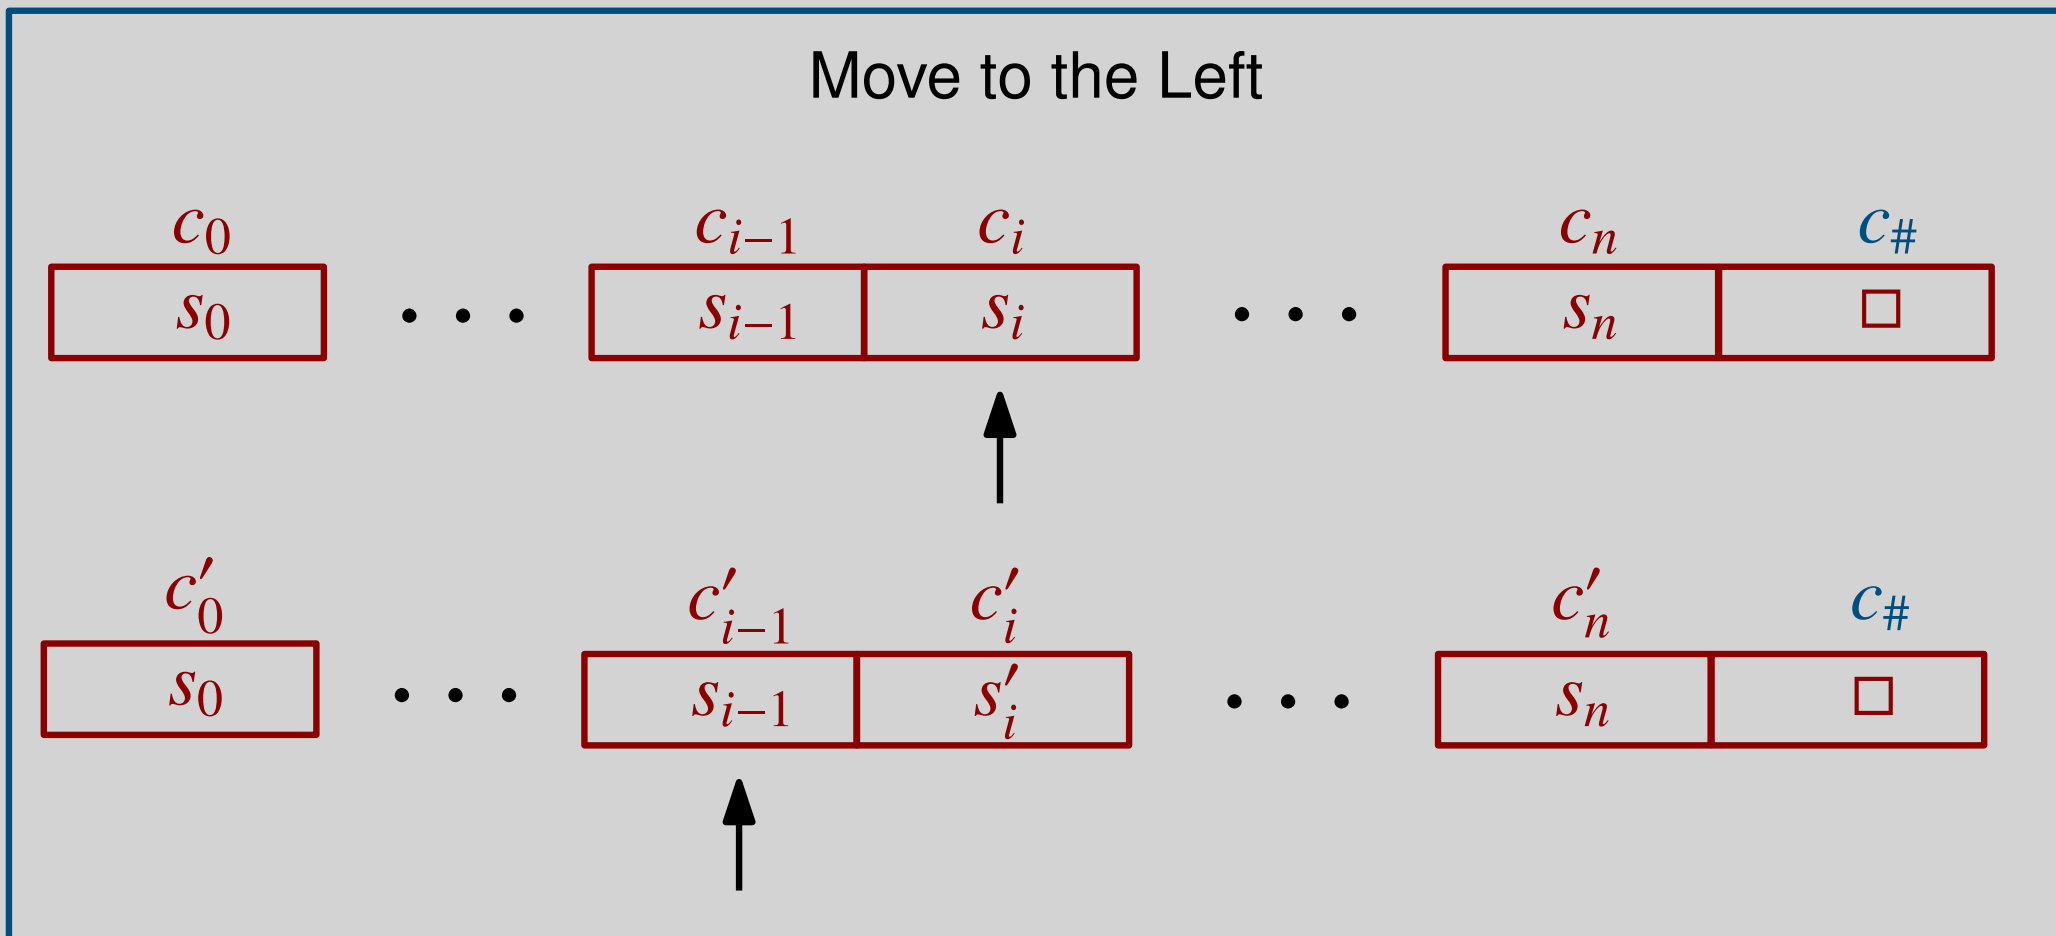 Move to the Left
c₀ cᵢ₋₁ cᵢ cₙ c#
s₀ • • • sᵢ₋₁ sᵢ • • • sₙ □
c′₀ c′ᵢ₋₁ c′ᵢ c′ₙ c#
s₀ • • • sᵢ₋₁ s′ᵢ • • • sₙ □